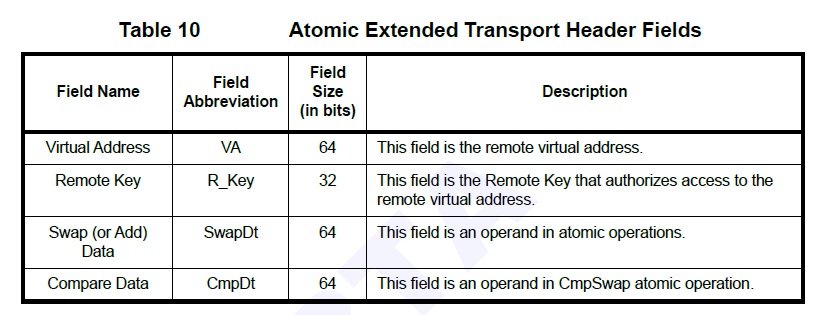 Table 10 Atomic Extended Transport Header Fields
Field Name Field Abbreviation Field Size (in bits) Description
Virtual Address VA 64 This field is the remote virtual address.
Remote Key R_Key 32 This field is the Remote Key that authorizes access to the
remote virtual address.
Swap (or Add) Data SwapDt 64 This field is an operand in atomic operations.
Compare Data CmpDt 64 This field is an operand in CmpSwap atomic operation.